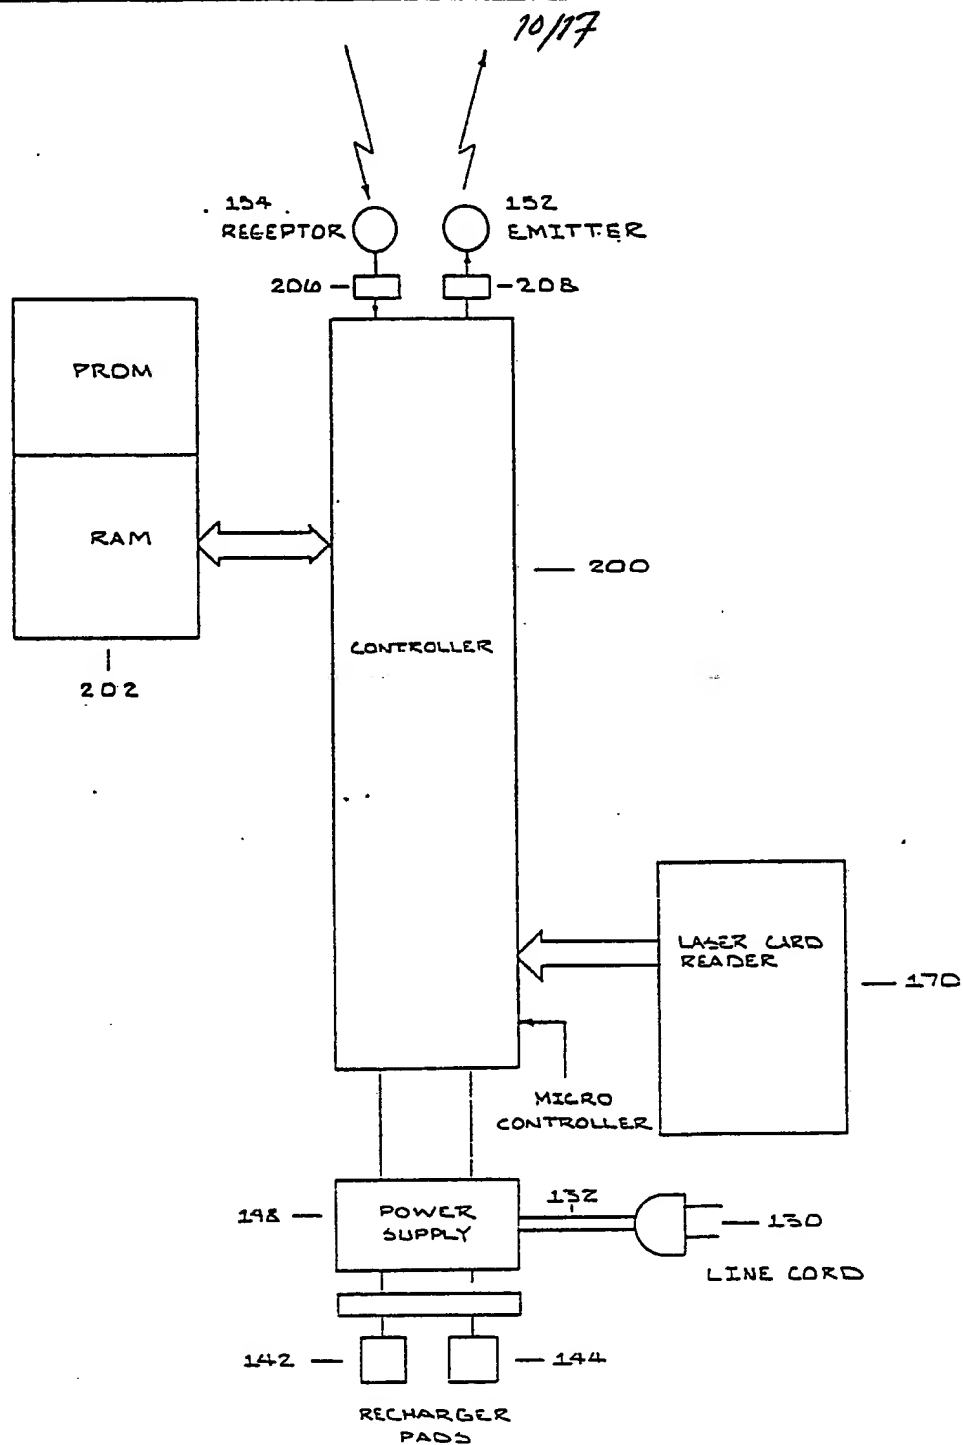 10/17
154
RECEPTOR
152
EMITTER
206
208
PROM
RAM
202
200
CONTROLLER
LASER CARD
READER
170
MICRO
CONTROLLER
148
POWER
SUPPLY
132
130
LINE CORD
142
144
RECHARGER
PADS